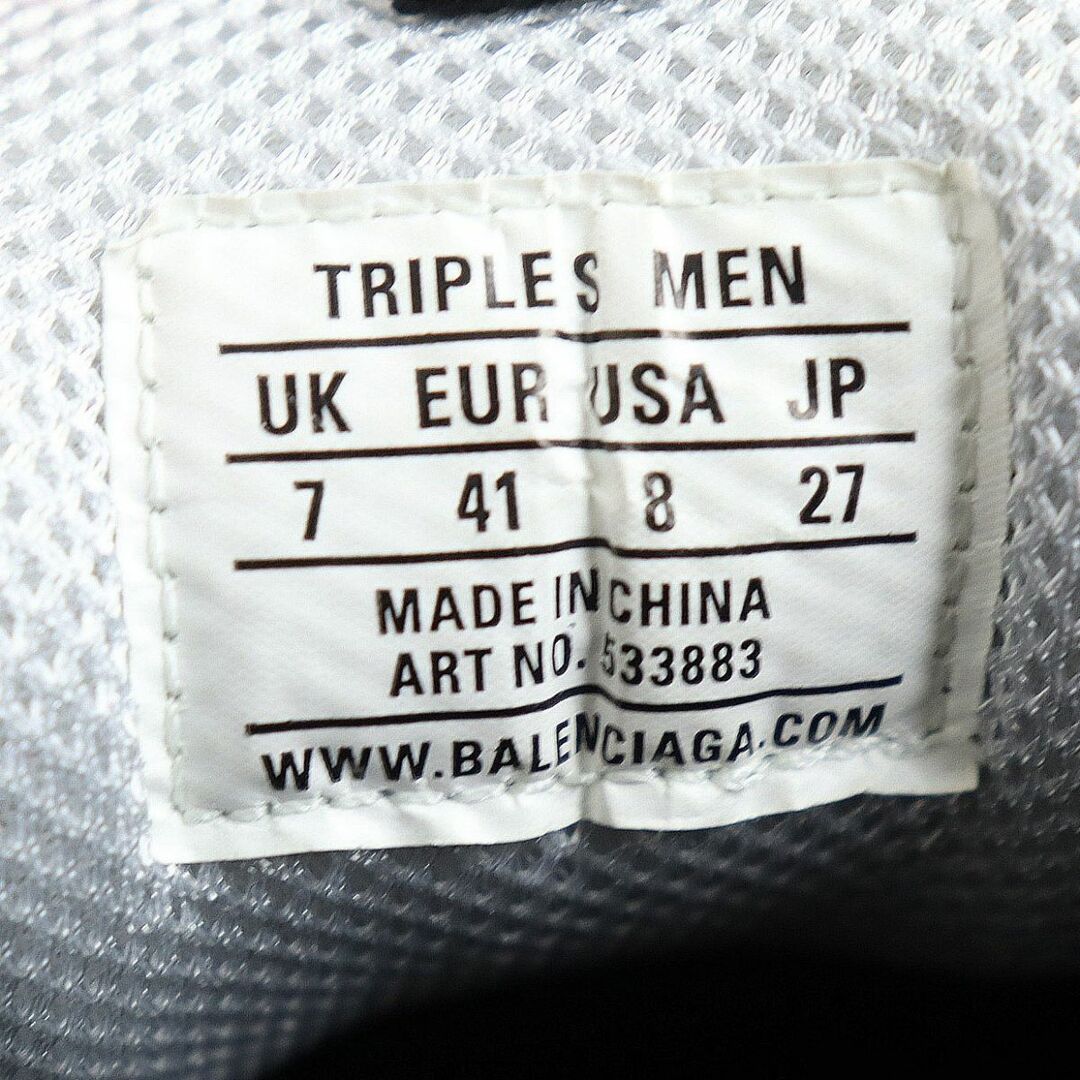 TRIPLE S MEN
UK EUR USA JP
7 41 8 27
MADE IN CHINA
ART NO. 533883
WWW.BALENCIAGA.COM